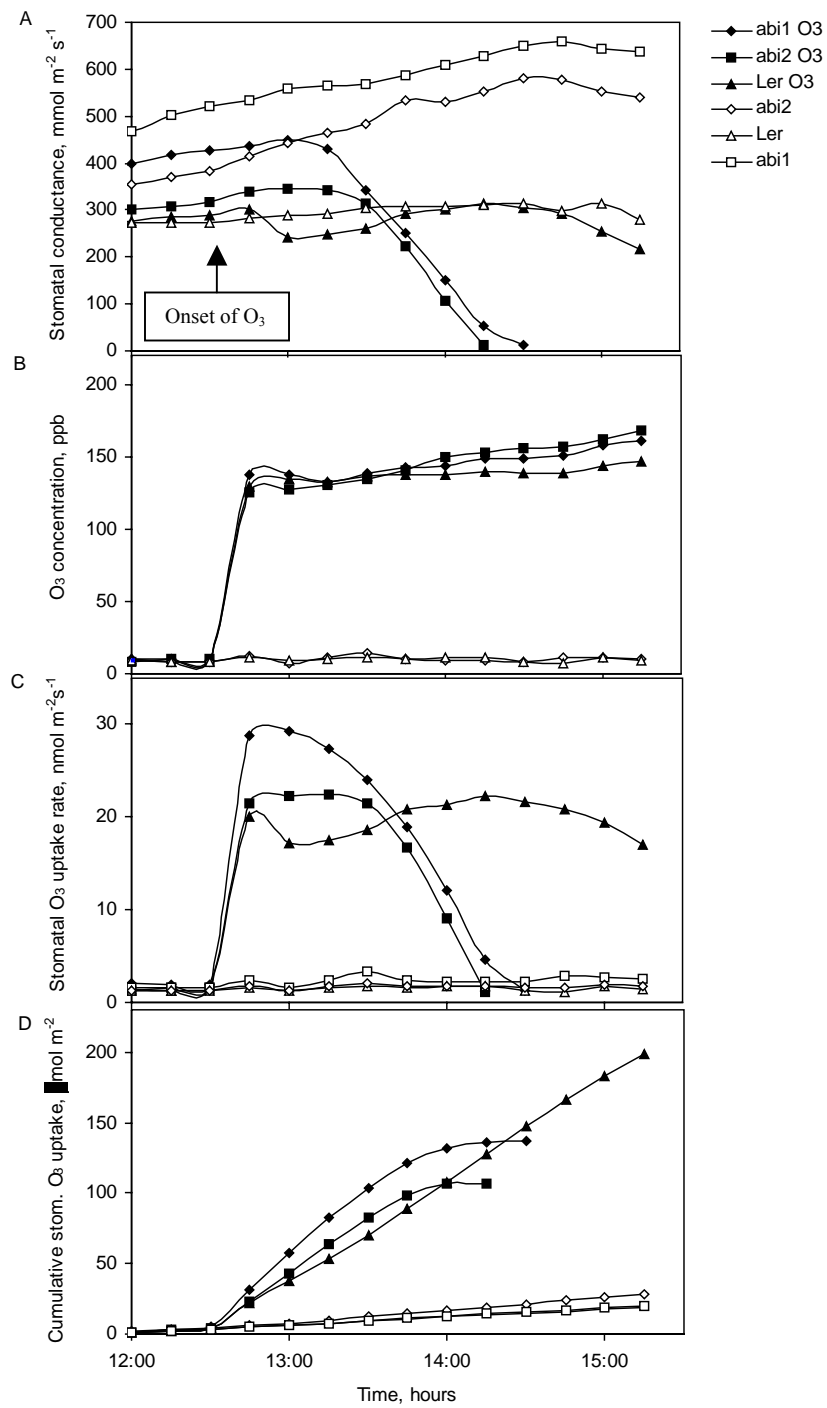 A
700
600
500
400
300
200
100
0
Stomatal conductance, mmol m-2 s-1
Onset of O3
abi1 O3
abi2 O3
Ler O3
abi2
Ler
abi1
B
200
150
100
50
0
O3 concentration, ppb
C
30
20
10
0
Stomatal O3 uptake rate, nmol m-2s-1
D
200
150
100
50
0
Cumulative stom. O3 uptake, mol m-2
12:00 13:00 14:00 15:00
Time, hours